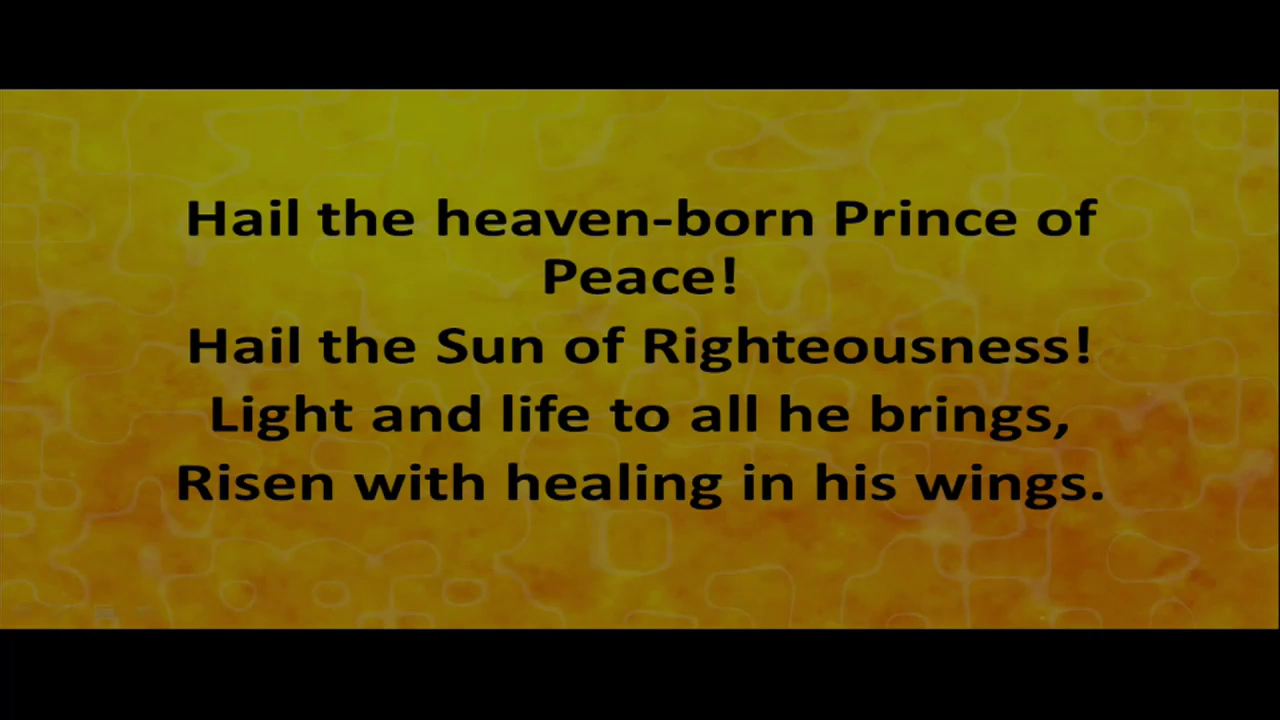 Hail the heaven-born Prince of
Peace!
Hail the Sun of Righteousness!
Light and life to all he brings,
Risen with healing in his wings.